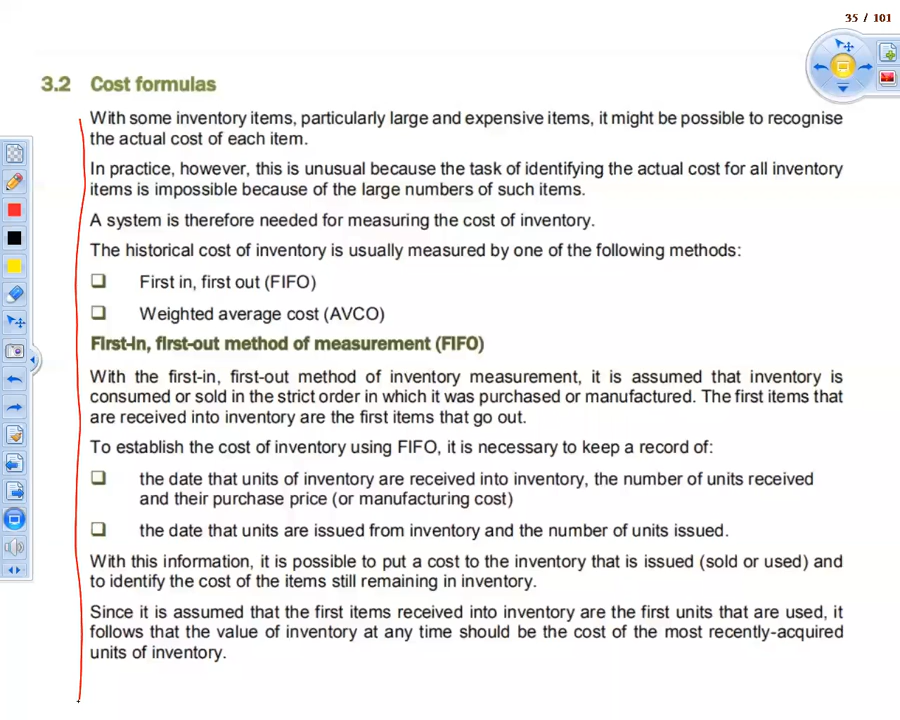 35 / 101
3.2 Cost formulas
With some inventory items, particularly large and expensive items, it might be possible to recognise
the actual cost of each item.
In practice, however, this is unusual because the task of identifying the actual cost for all inventory
items is impossible because of the large numbers of such items.
A system is therefore needed for measuring the cost of inventory.
The historical cost of inventory is usually measured by one of the following methods:
First in, first out (FIFO)
Weighted average cost (AVCO)
First-in, first-out method of measurement (FIFO)
With the first-in, first-out method of inventory measurement, it is assumed that inventory is
consumed or sold in the strict order in which it was purchased or manufactured. The first items that
are received into inventory are the first items that go out.
To establish the cost of inventory using FIFO, it is necessary to keep a record of:
the date that units of inventory are received into inventory, the number of units received
and their purchase price (or manufacturing cost)
the date that units are issued from inventory and the number of units issued.
With this information, it is possible to put a cost to the inventory that is issued (sold or used) and
to identify the cost of the items still remaining in inventory.
Since it is assumed that the first items received into inventory are the first units that are used, it
follows that the value of inventory at any time should be the cost of the most recently-acquired
units of inventory.